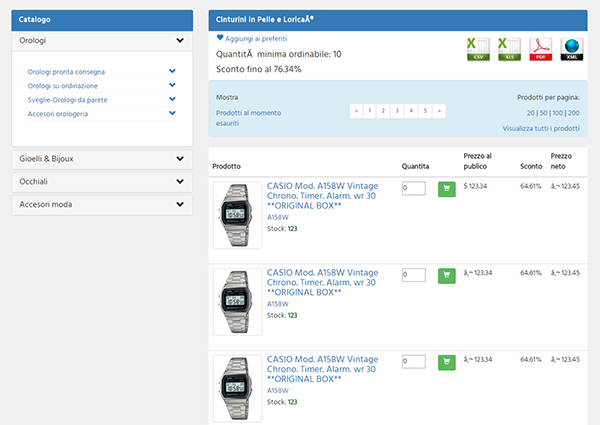 Catalogo
Orologi
Orologi pronta consegna
Orologi su ordinazione
Sveglie-Orologi da parete
Accesori orologeria
Gioelli & Bijoux
Occhiali
Accesori moda
Cinturini in Pelle e LoricaÂ®
Aggiungi ai preferiti
QuantitÃ minima ordinabile: 10
Sconto fino al 76.34%
CSV XLS PDF XML
Mostra
Prodotti al momento
esauriti
« 1 2 3 4 5 »
Prodotti per pagina:
20 | 50 | 100 | 200
Visualizza tutti i prodotti
Prodotto Quantita Prezzo al Sconto Prezzo
publico neto
CASIO Mod. A158W Vintage
Chrono. Timer. Alarm. wr 30
**ORIGINAL BOX**
A158W
Stock: 123
0 $ 123.34 64.61% â‚¬ 123.45
CASIO Mod. A158W Vintage
Chrono. Timer. Alarm. wr 30
**ORIGINAL BOX**
A158W
Stock: 123
0 â‚¬ 123.34 64.61% â‚¬ 123.45
CASIO Mod. A158W Vintage
Chrono. Timer. Alarm. wr 30
**ORIGINAL BOX**
A158W
Stock: 123
0 â‚¬ 123.34 64.61% â‚¬ 123.45